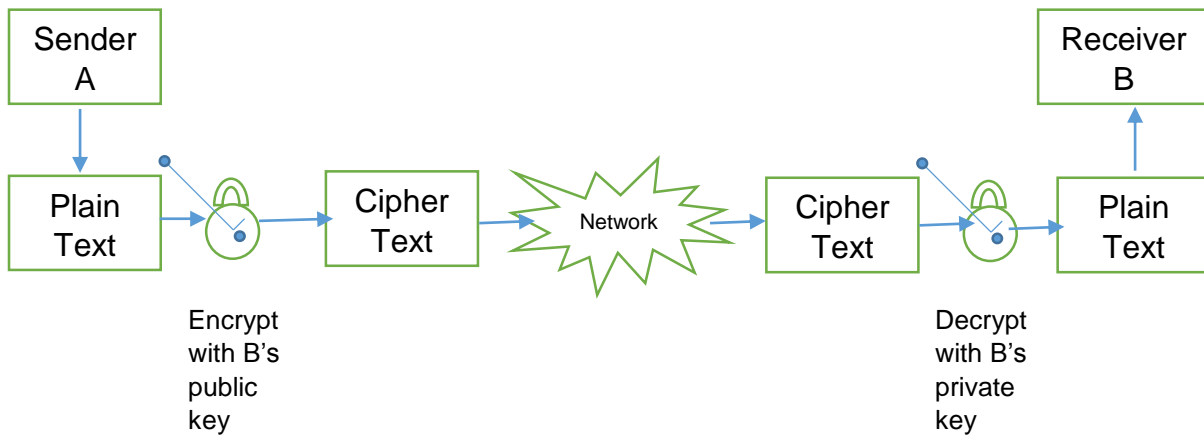 Sender
A
Receiver
B
Plain
Text
Cipher
Text
Network
Cipher
Text
Plain
Text
Encrypt
with B's
public
key
Decrypt
with B's
private
key